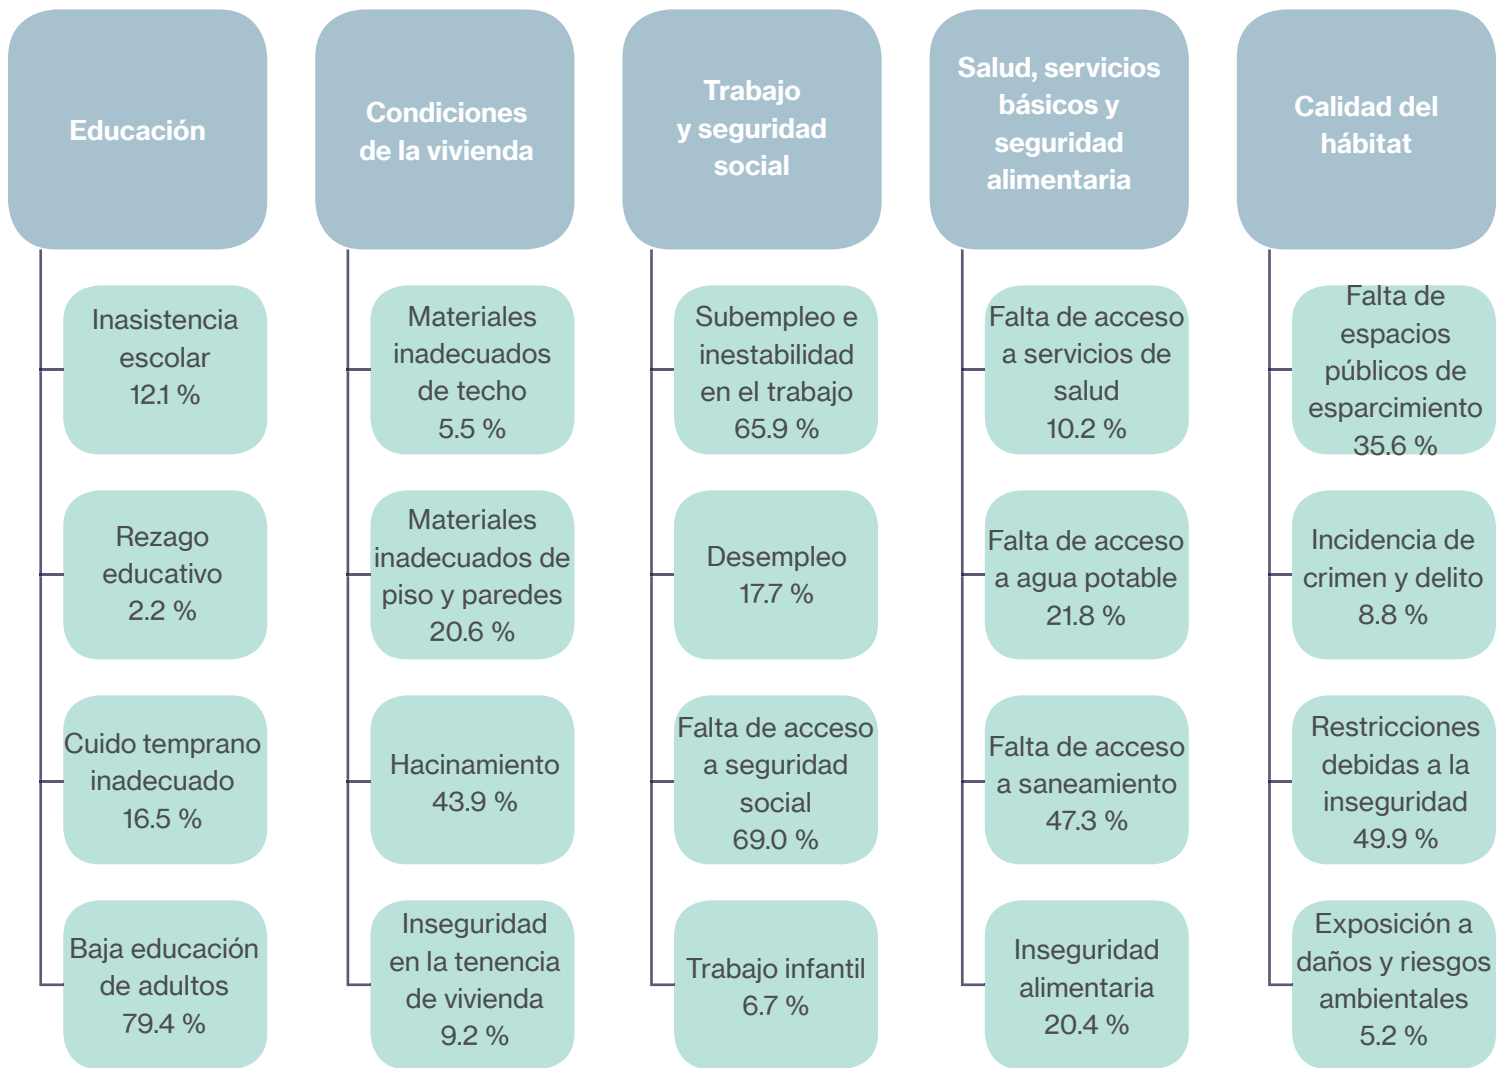 Educación
Inasistencia
escolar
12.1 %
Rezago
educativo
2.2 %
Cuido temprano
inadecuado
16.5 %
Baja educación
de adultos
79.4 %
Condiciones
de la vivienda
Materiales
inadecuados
de techo
5.5 %
Materiales
inadecuados de
piso y paredes
20.6 %
Hacinamiento
43.9 %
Inseguridad
en la tenencia
de vivienda
9.2 %
Trabajo
y seguridad
social
Subempleo e
inestabilidad
en el trabajo
65.9 %
Desempleo
17.7 %
Falta de acceso
a seguridad
social
69.0 %
Trabajo infantil
6.7 %
Salud, servicios
básicos y
seguridad
alimentaria
Falta de acceso
a servicios de
salud
10.2 %
Falta de acceso
a agua potable
21.8 %
Falta de acceso
a saneamiento
47.3 %
Inseguridad
alimentaria
20.4 %
Calidad del
hábitat
Falta de
espacios
públicos de
esparcimiento
35.6 %
Incidencia de
crimen y delito
8.8 %
Restricciones
debidas a la
inseguridad
49.9 %
Exposición a
daños y riesgos
ambientales
5.2 %